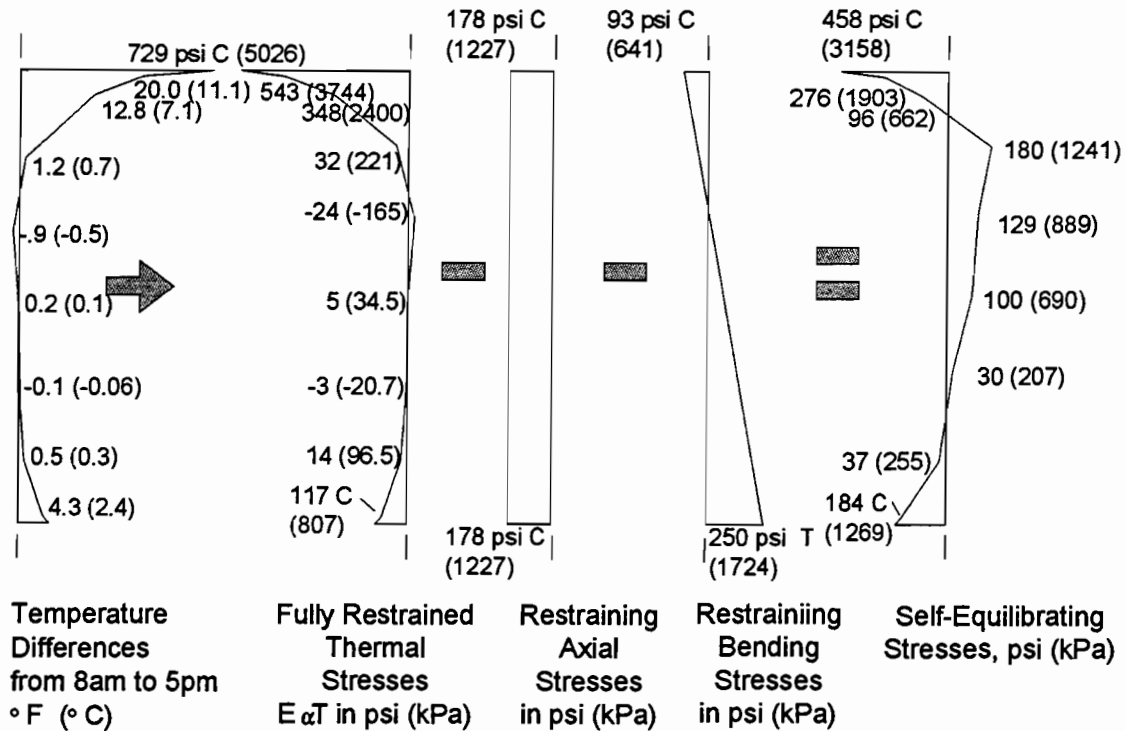 729 psi C (5026)
20.0 (11.1)
12.8 (7.1)
1.2 (0.7)
-.9 (-0.5)
0.2 (0.1)
-0.1 (-0.06)
0.5 (0.3)
4.3 (2.4)
Temperature
Differences
from 8am to 5pm
° F (° C)
543 (3744)
348(2400)
32 (221)
-24 (-165)
5 (34.5)
-3 (-20.7)
14 (96.5)
117 C
(807)
Fully Restrained
Thermal
Stresses
E αT in psi (kPa)
178 psi C
(1227)
178 psi C
(1227)
Restraining
Axial
Stresses
in psi (kPa)
93 psi C
(641)
250 psi T
(1724)
Restrainiing
Bending
Stresses
in psi (kPa)
458 psi C
(3158)
276 (1903)
96 (662)
180 (1241)
129 (889)
100 (690)
30 (207)
37 (255)
184 C
(1269)
Self-Equilibrating
Stresses, psi (kPa)